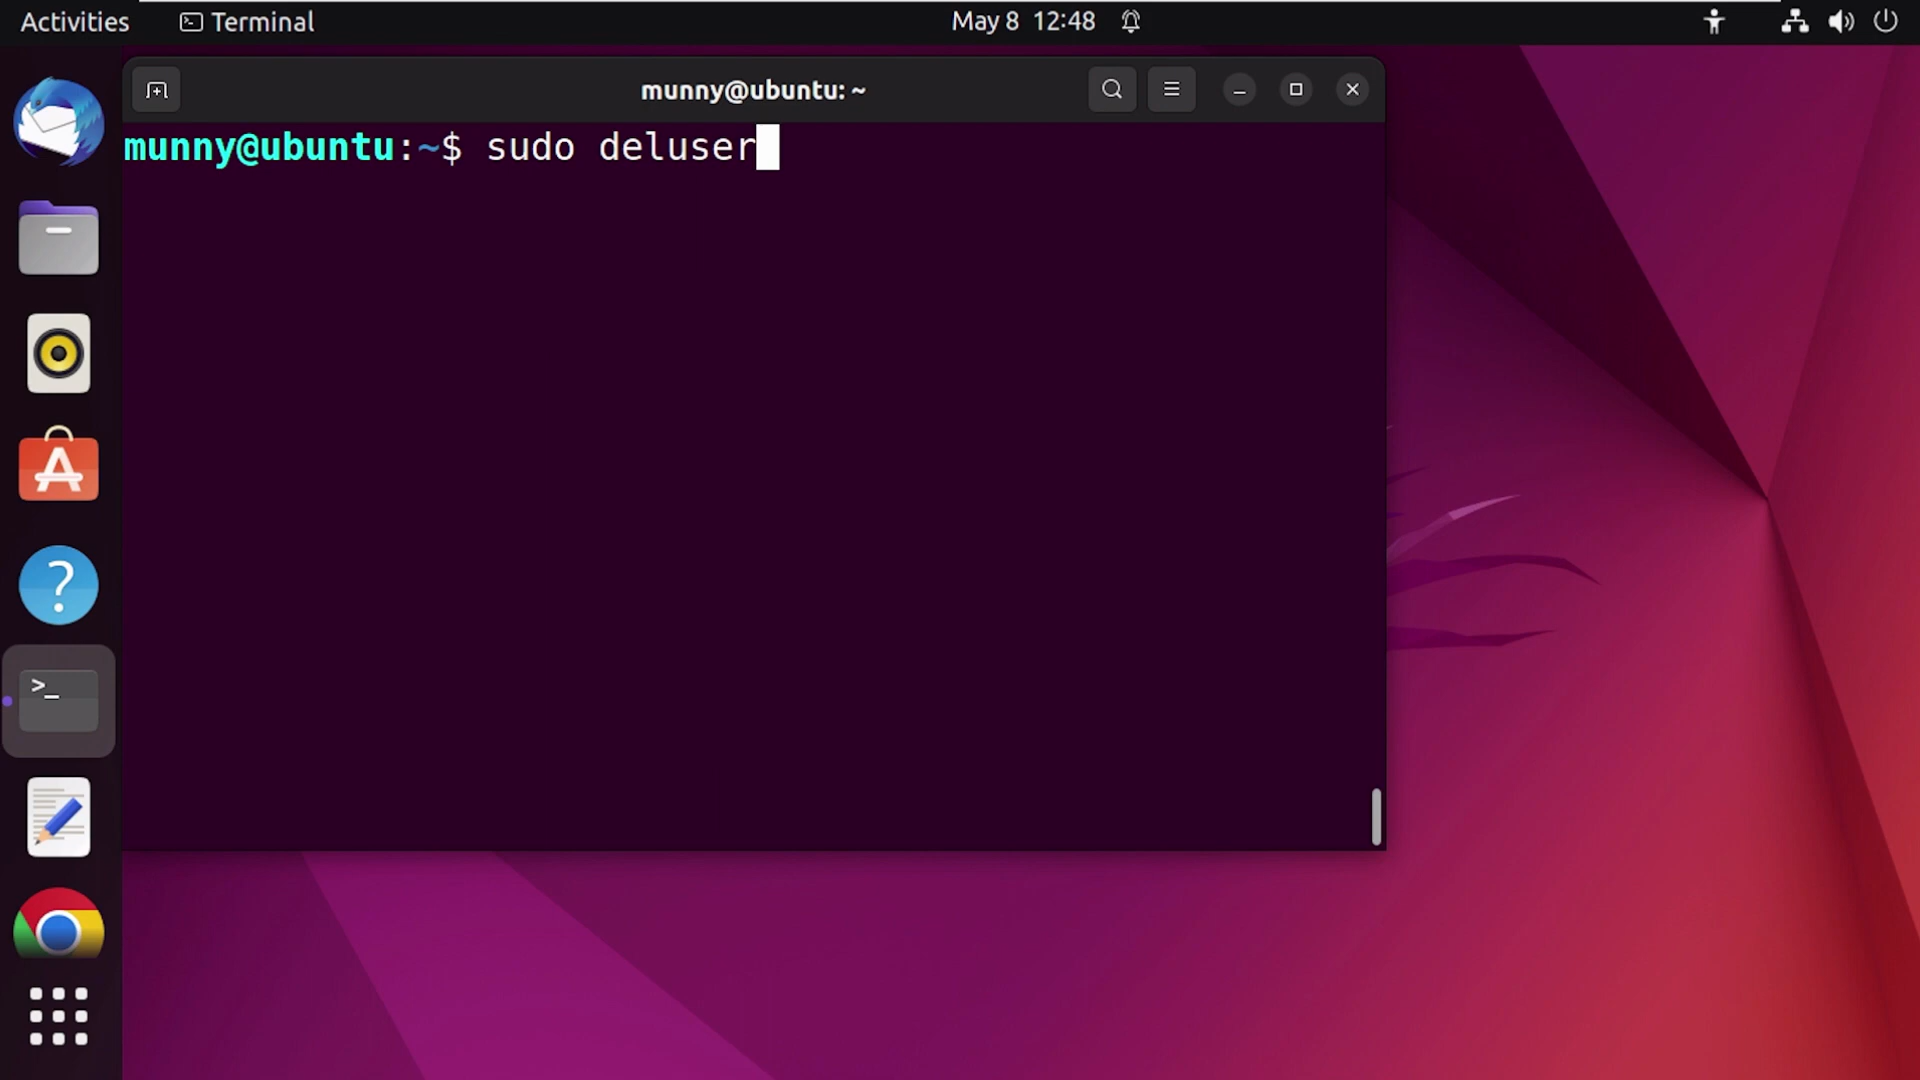 Activities Terminal May 8 12:48
munny@ubuntu: ~
munny@ubuntu:~$ sudo deluser